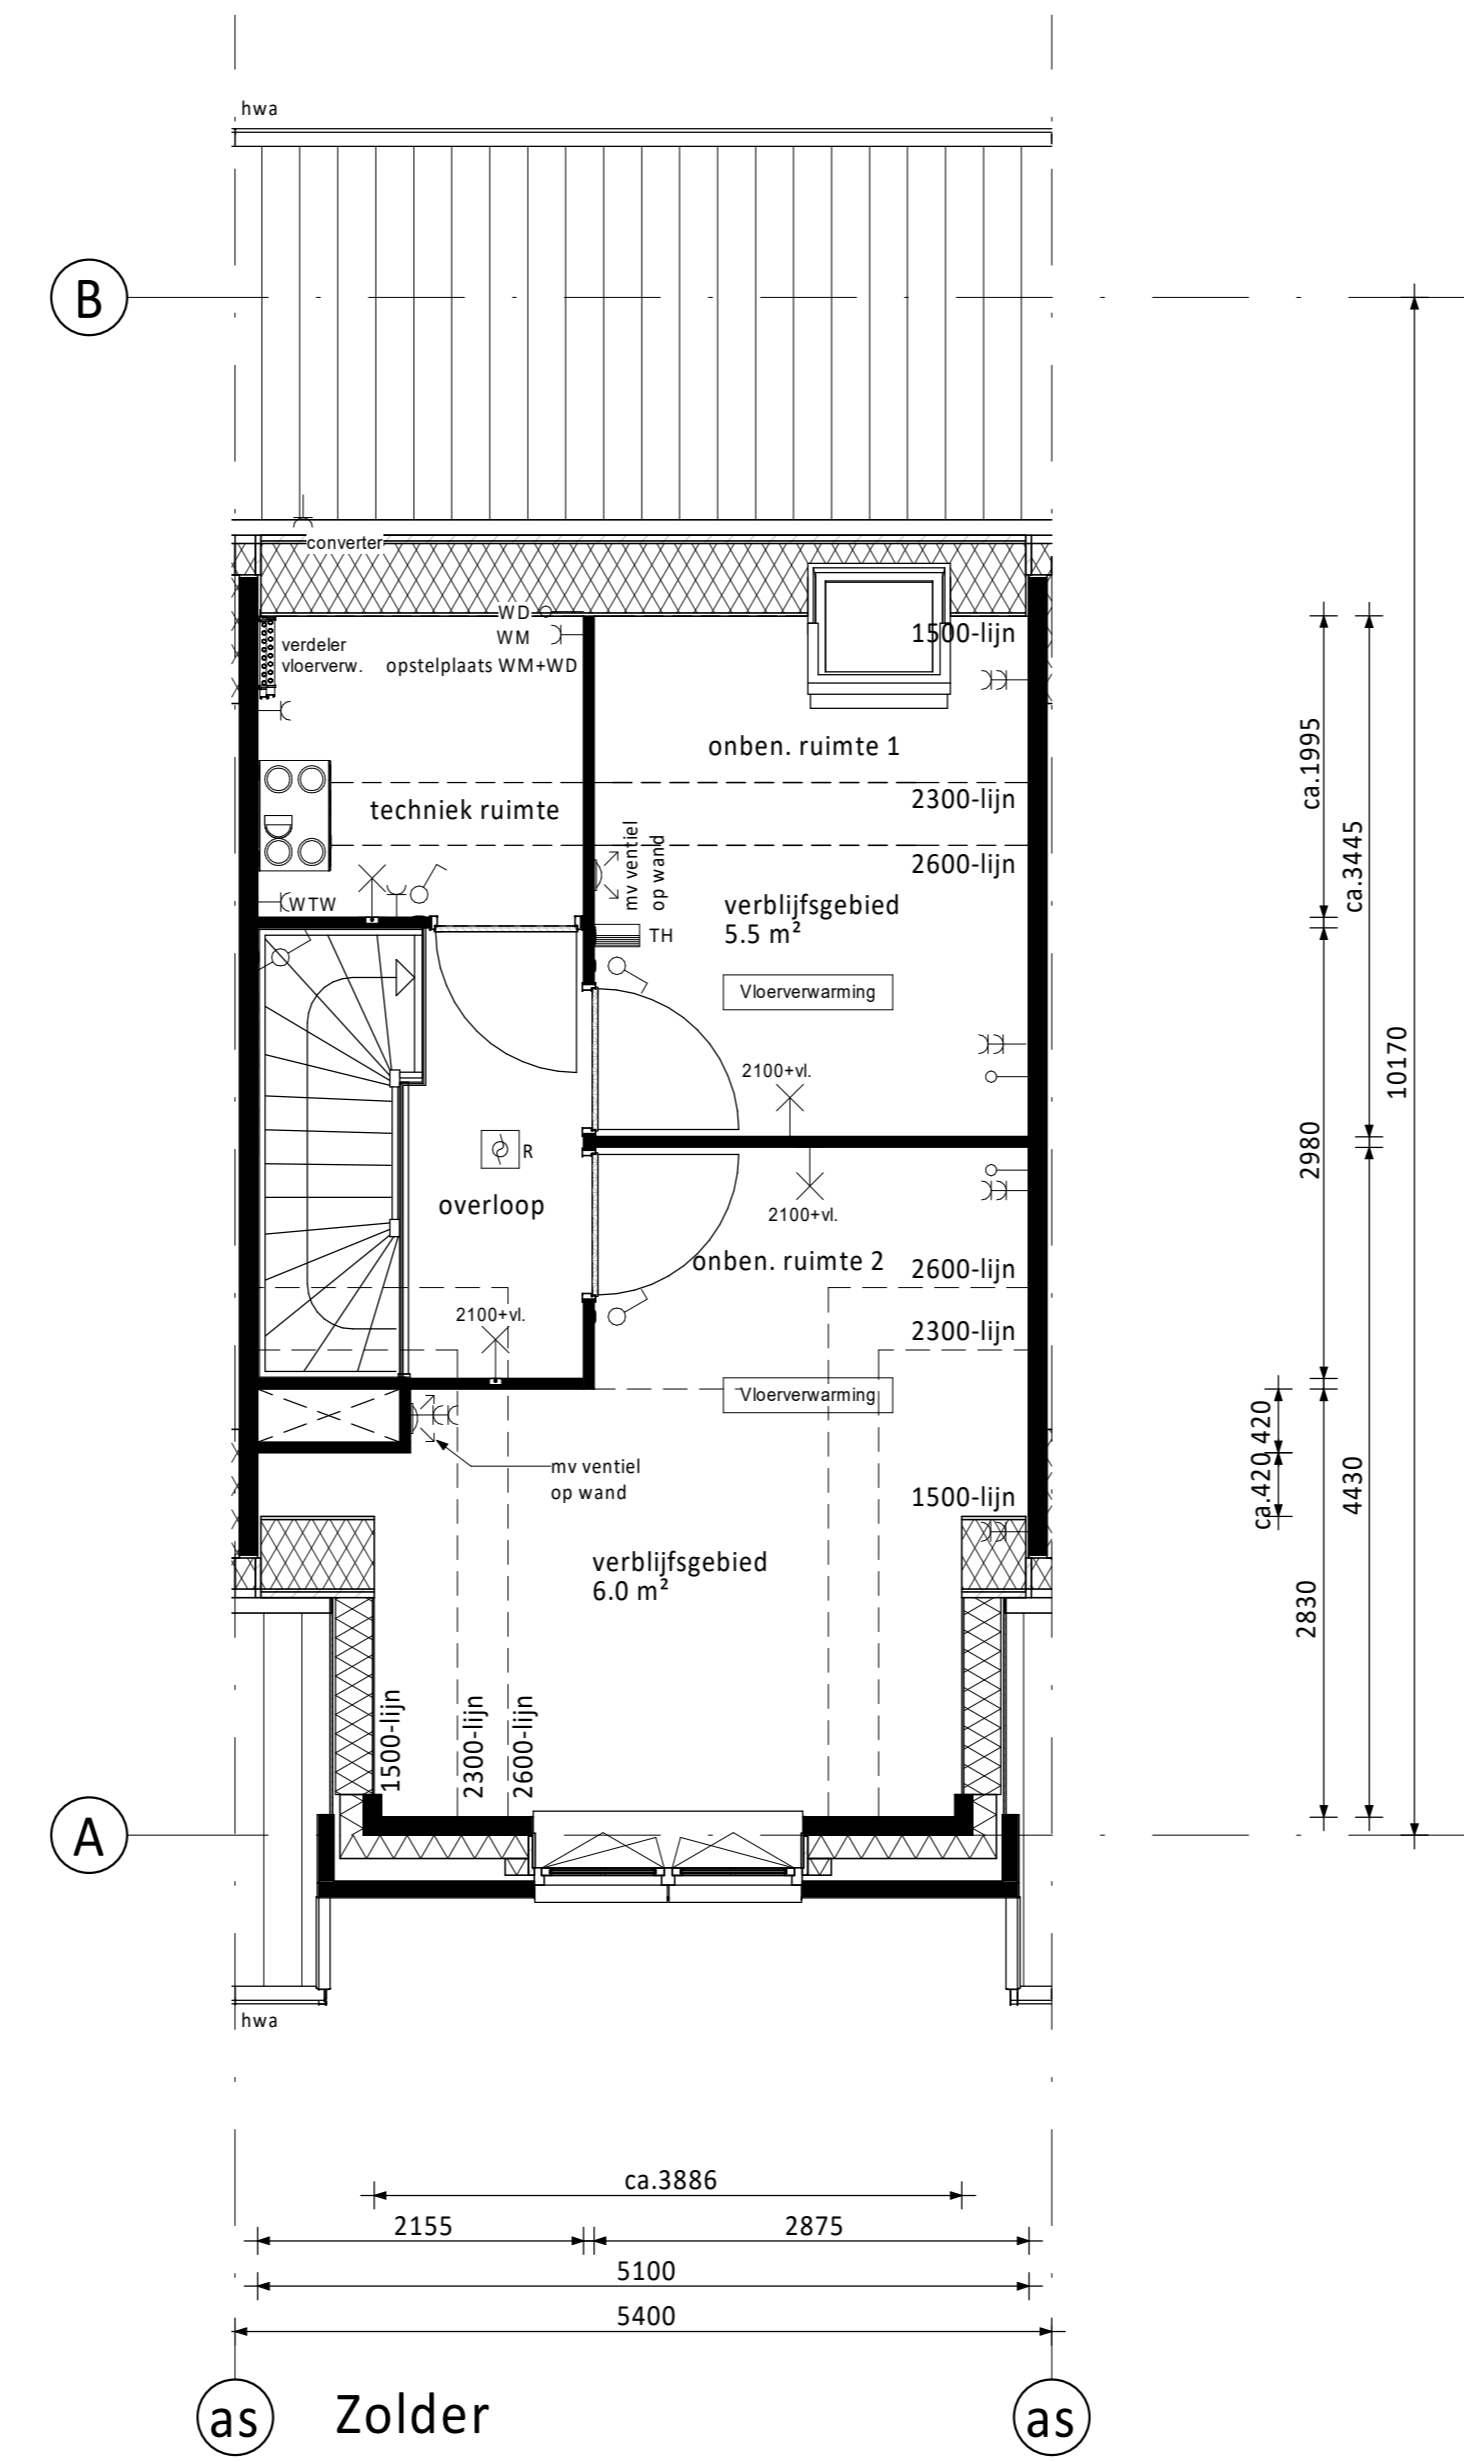 hwa
B
converter
WD
WM
verdeler
vloerverw.
opstelplaats WM+WD
1500-lijn
onben. ruimte 1
2300-lijn
techniek ruimte
2600-lijn
mv ventiel
op wand
verblijfsgebied
5.5 m²
WTW
TH
Vloerverwarming
2100+vl.
R
overloop
2100+vl.
onben. ruimte 2
2600-lijn
2300-lijn
2100+vl.
Vloerverwarming
mv ventiel
op wand
1500-lijn
verblijfsgebied
6.0 m²
1500-lijn
2300-lijn
2600-lijn
A
hwa
ca.1995
ca.3445
10170
2980
420
ca.420
4430
2830
ca.3886
2155
2875
5100
5400
as
Zolder
as